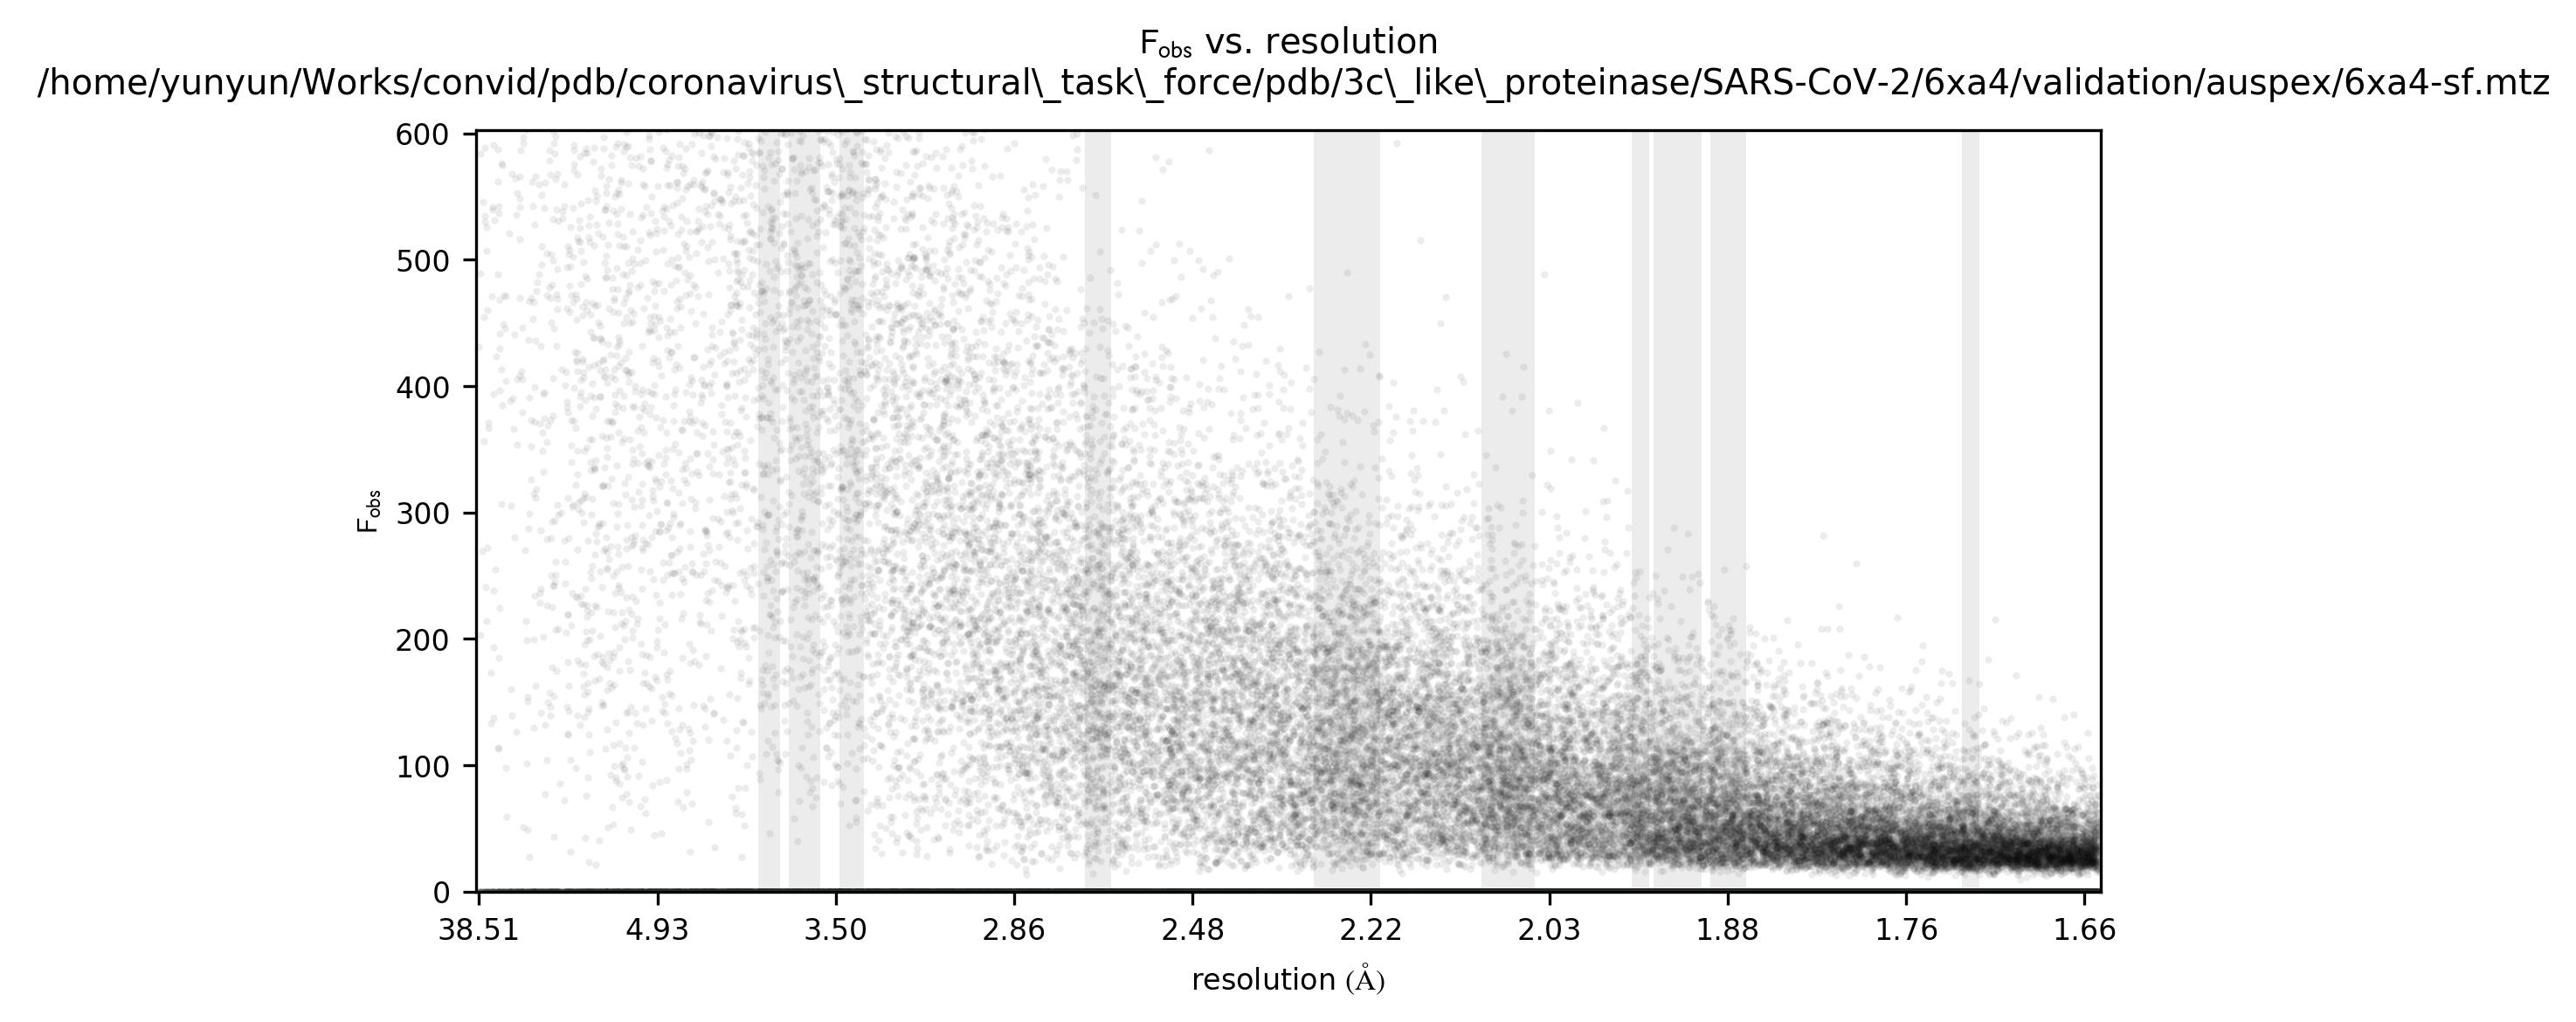 Fobs vs. resolution
/home/yunyun/Works/convid/pdb/coronavirus\_structural\_task\_force/pdb/3c\_like\_proteinase/SARS-CoV-2/6xa4/validation/auspex/6xa4-sf.mtz
600
500
400
300
200
100
0
Fobs
38.51 4.93 3.50 2.86 2.48 2.22 2.03 1.88 1.76 1.66
resolution (Å)